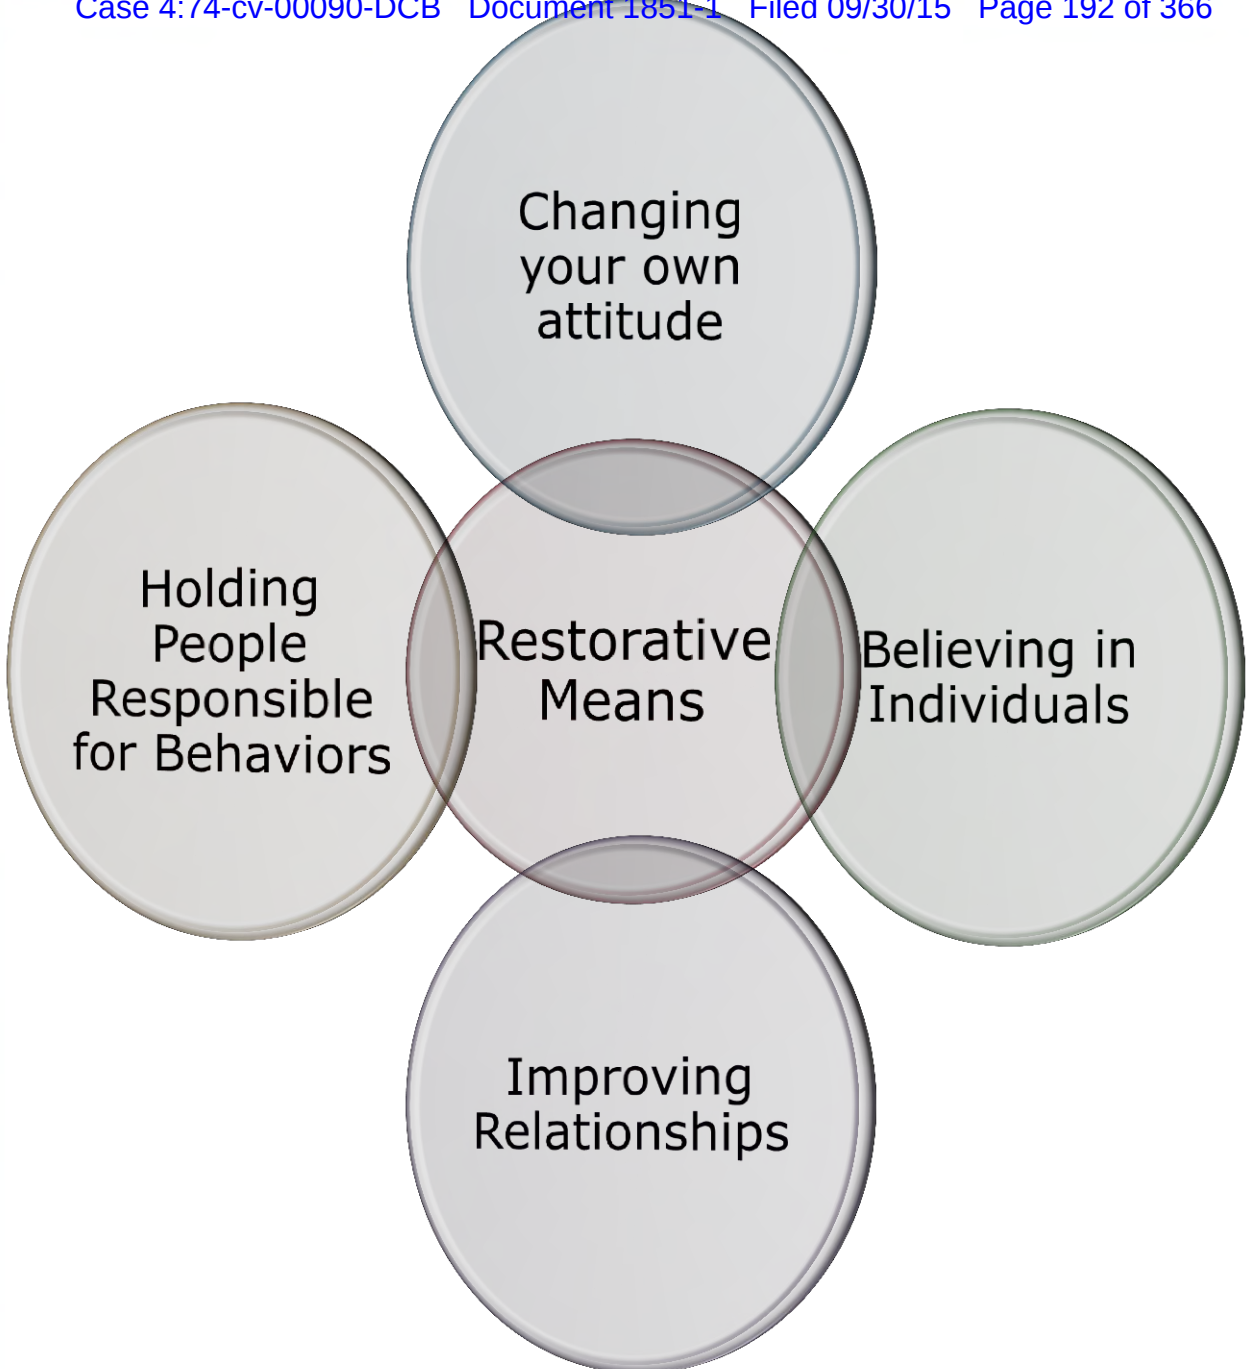 Case 4:74-cv-00090-DCB Document 1851-1 Filed 09/30/15 Page 192 of 366
Changing
your own
attitude
Holding
People
Responsible
for Behaviors
Restorative
Means
Believing in
Individuals
Improving
Relationships